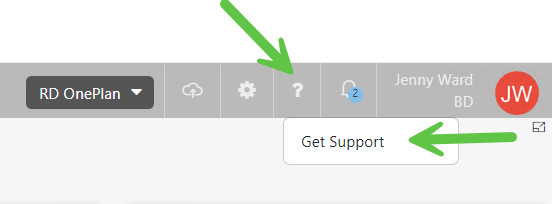 RD OnePlan
?
2
Jenny Ward
BD
JW
Get Support